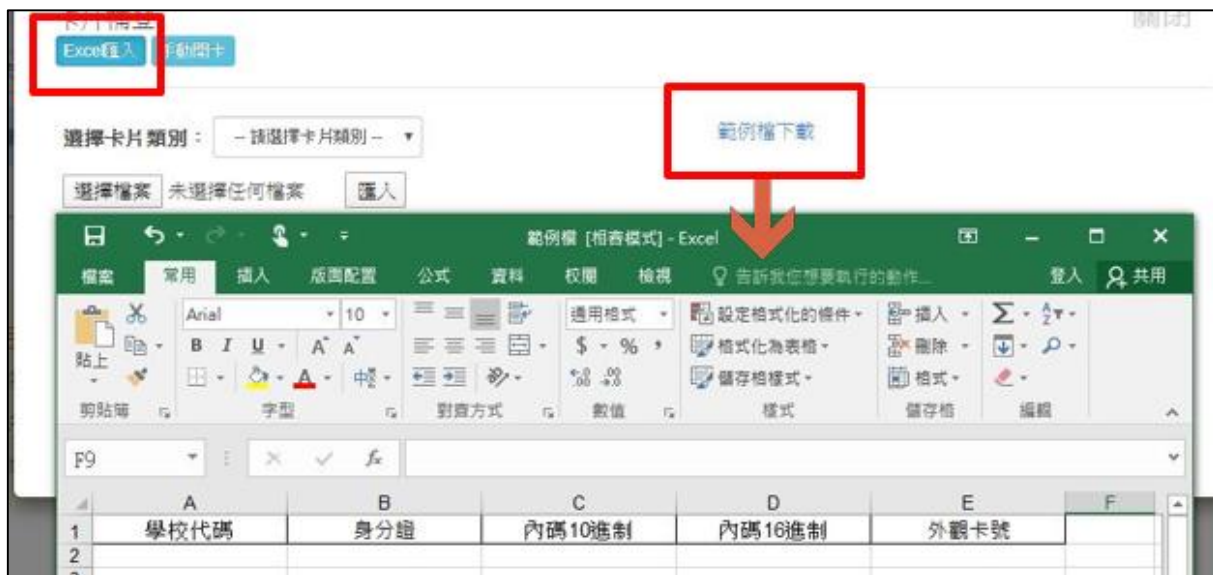 卡片補登
關閉
Excel匯入 手動開卡
選擇卡片類別： -- 請選擇卡片類別 --
範例檔下載
選擇檔案 未選擇任何檔案 匯入
範例檔 [相容模式] - Excel
檔案 常用 插入 版面配置 公式 資料 校閱 檢視 告訴我您想要執行的動作... 登入 共用
Arial 10 通用格式 設定格式化的條件 插入
貼上 B I U A A $ % , 格式化為表格 刪除
A 中 儲存格樣式 格式
剪貼簿 字型 對齊方式 數值 樣式 儲存格 編輯
F9 fx
A B C D E F
1 學校代碼 身分證 內碼10進制 內碼16進制 外觀卡號
2